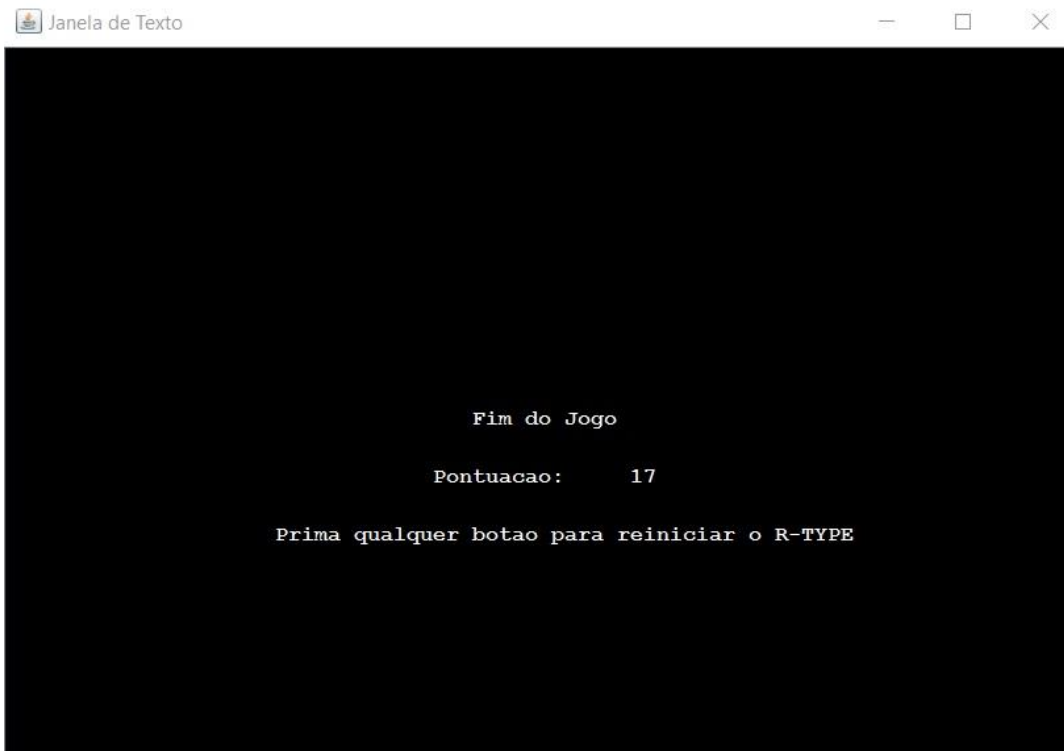 Janela de Texto
Fim do Jogo
Pontuacao: 17
Prima qualquer botao para reiniciar o R-TYPE